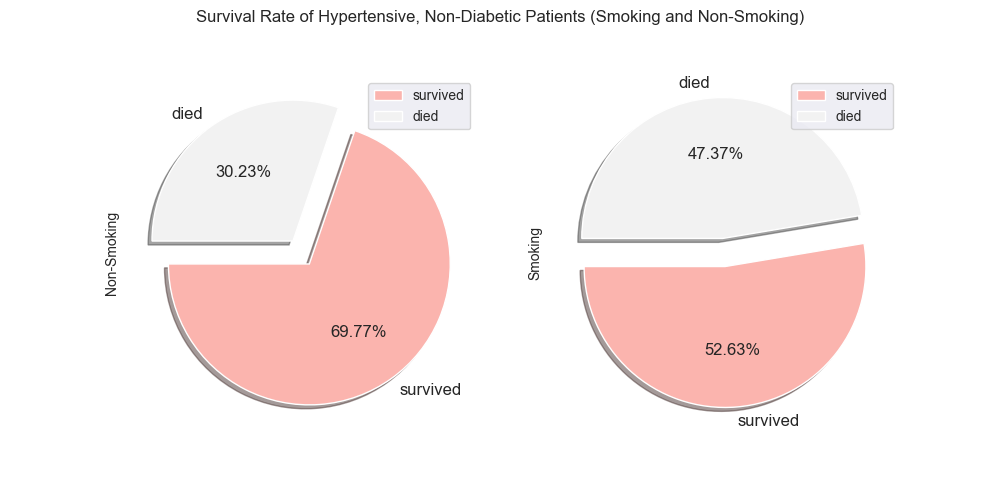 Survival Rate of Hypertensive, Non-Diabetic Patients (Smoking and Non-Smoking)
Non-Smoking
died
30.23%
69.77%
survived
survived
died
Smoking
died
47.37%
52.63%
survived
survived
died